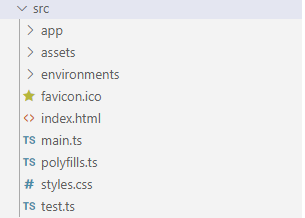 src
app
assets
environments
favicon.ico
<> index.html
TS main.ts
TS polyfills.ts
# styles.css
TS test.ts